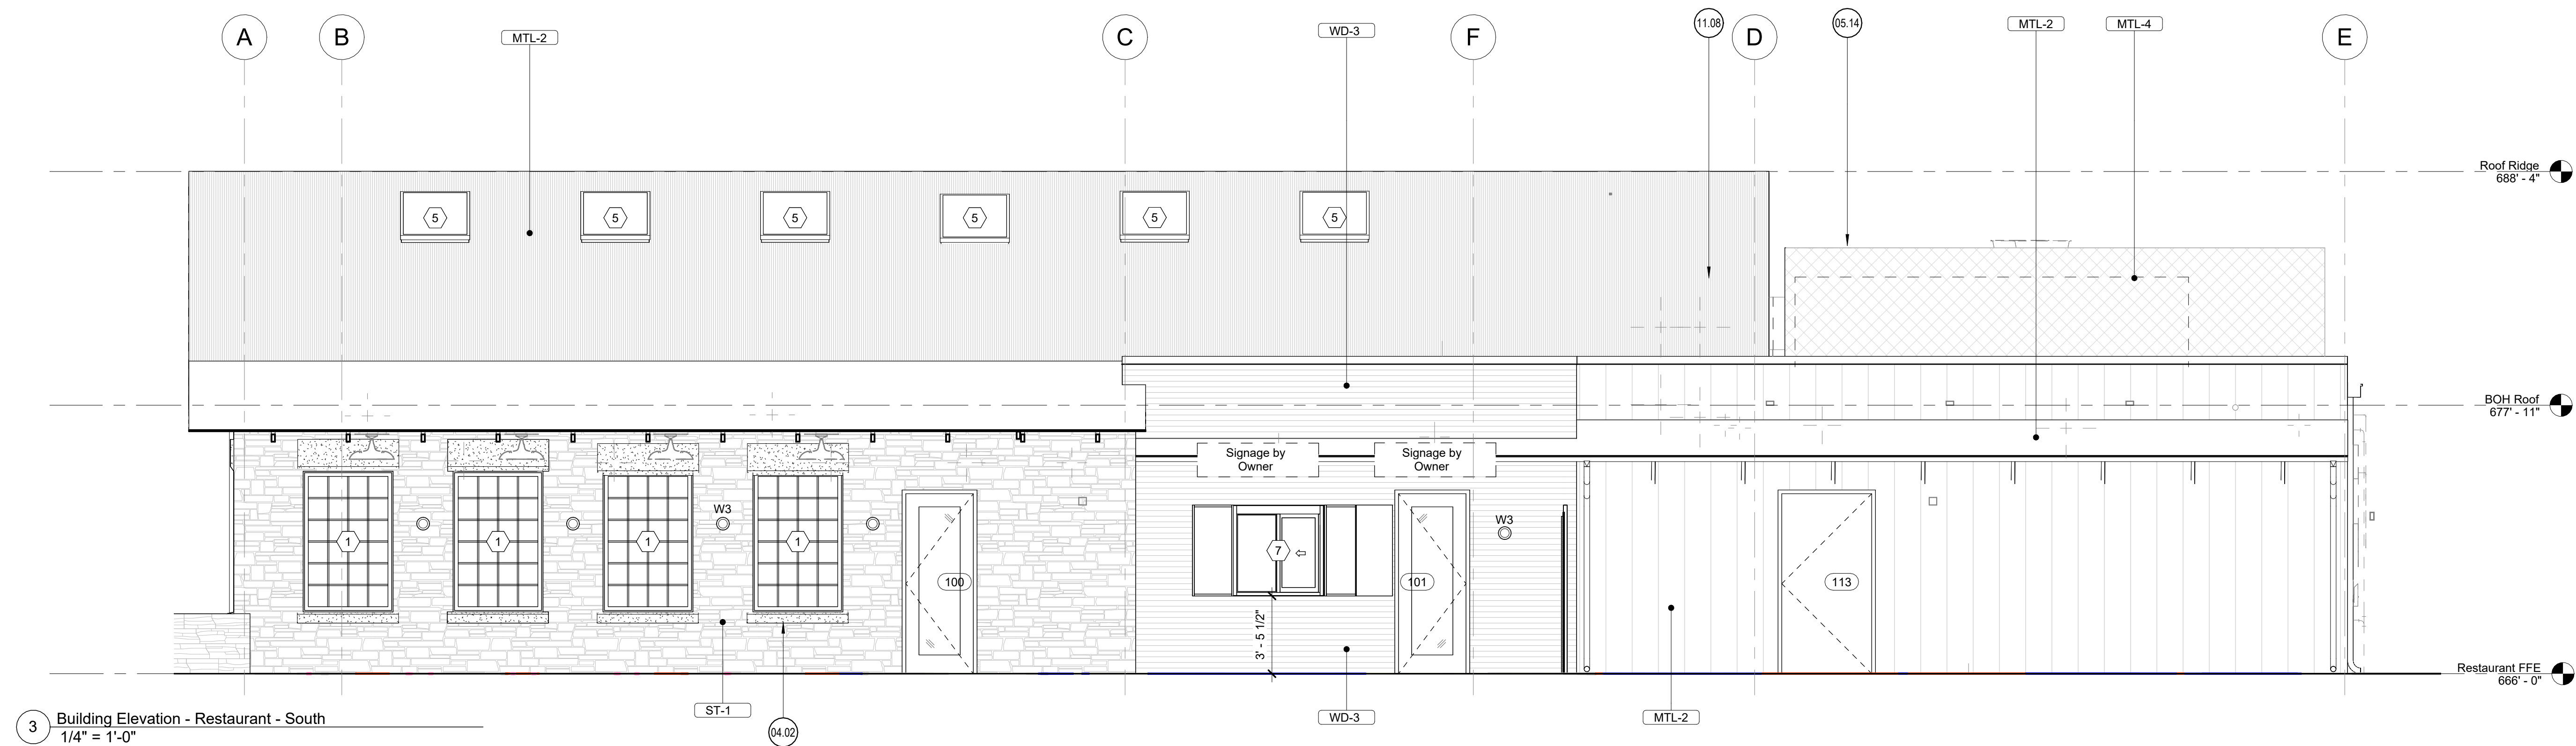 A
B
C
F
D
E
MTL-2
WD-3
11.08
05.14
MTL-2
MTL-4
Roof Ridge
688' - 4"
5
5
5
5
5
5
BOH Roof
677' - 11"
Signage by
Owner
Signage by
Owner
W3
W3
1
1
1
1
7
100
101
113
3' - 5 1/2"
Restaurant FFE
666' - 0"
ST-1
04.02
WD-3
MTL-2
3
Building Elevation - Restaurant - South
1/4" = 1'-0"